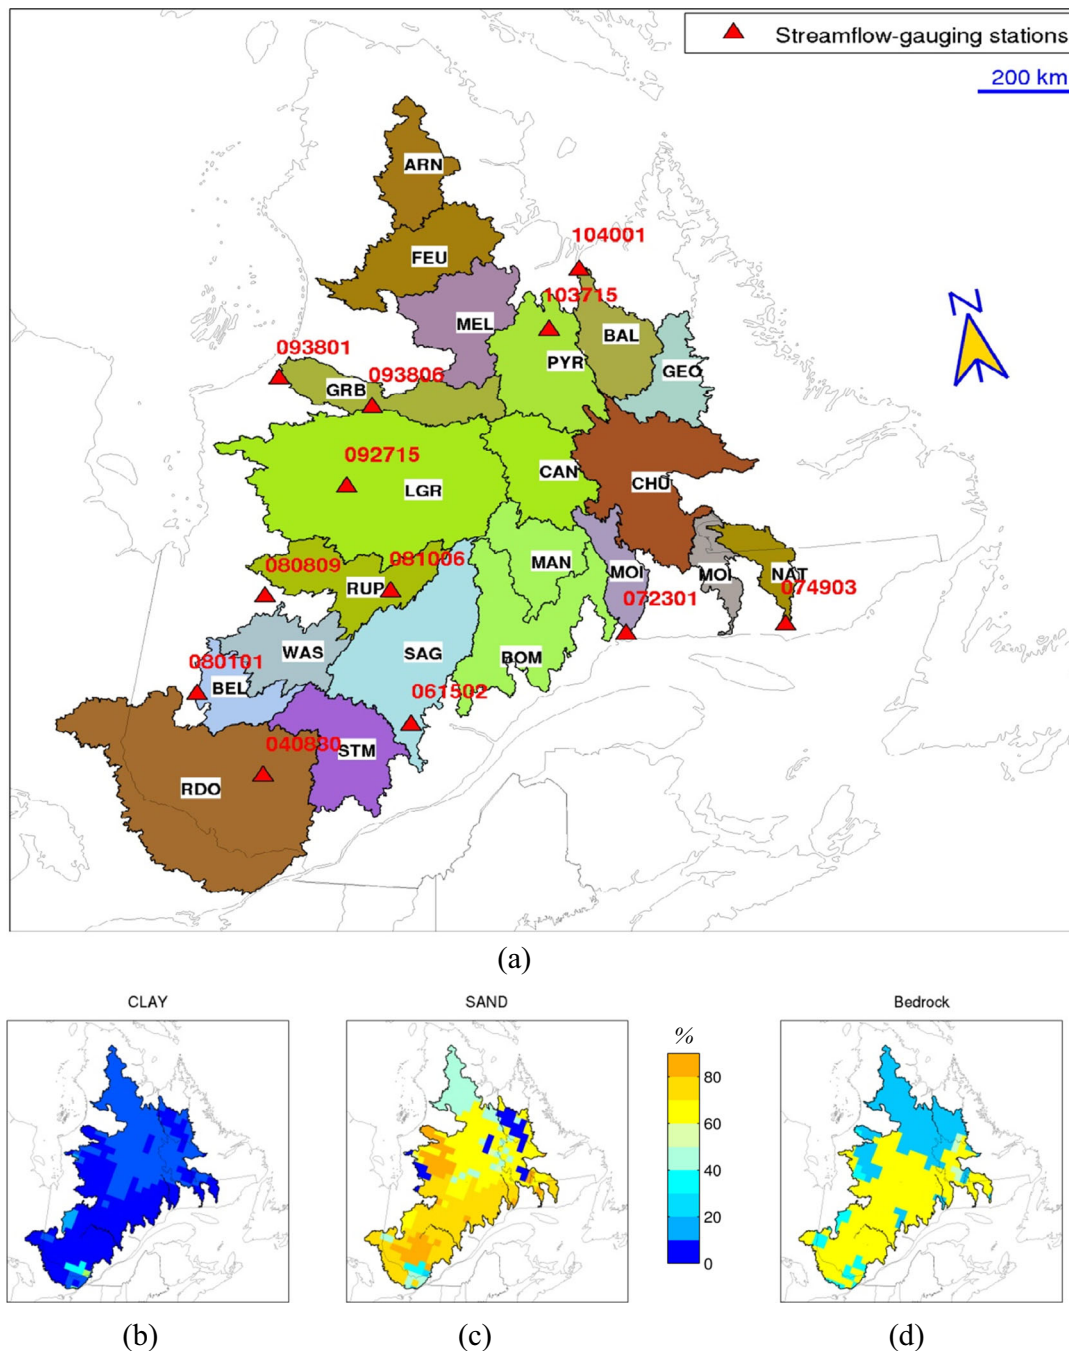 Streamflow-gauging stations
200 km
N
ARN
104001
FEU
103715
MEL
BAL
093801
PYR
GEO
093806
GRB
092715
CAN
CHU
LGR
081006
MAN
080809
MOI
MOI
NAT
RUP
074903
072301
WAS
SAG
BOM
080101
BEL
061502
040830
STM
RDO
(a)
CLAY
SAND
Bedrock
%
80
60
40
20
0
(b)
(c)
(d)